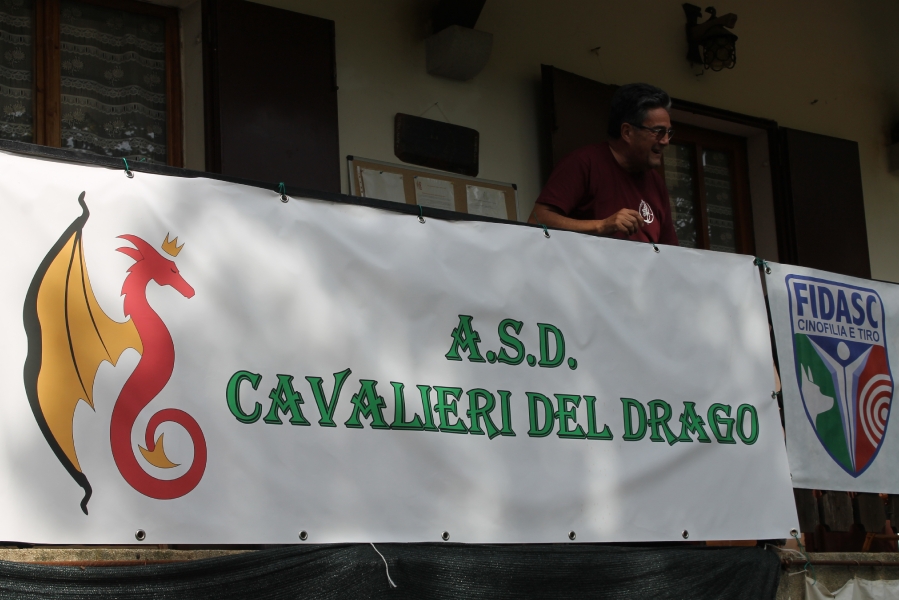 A.S.D.
CAVALIERI DEL DRAGO
FIDASC
CINOFILIA E TIRO